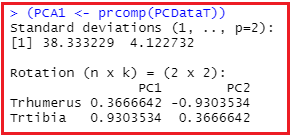 > (PCA1 <- prcomp(PCDataT))
Standard deviations (1, .., p=2):
[1] 38.333229  4.122732
Rotation (n x k) = (2 x 2):
               PC1        PC2
Trhumerus 0.3666642 -0.9303534
Trtibia   0.9303534  0.3666642